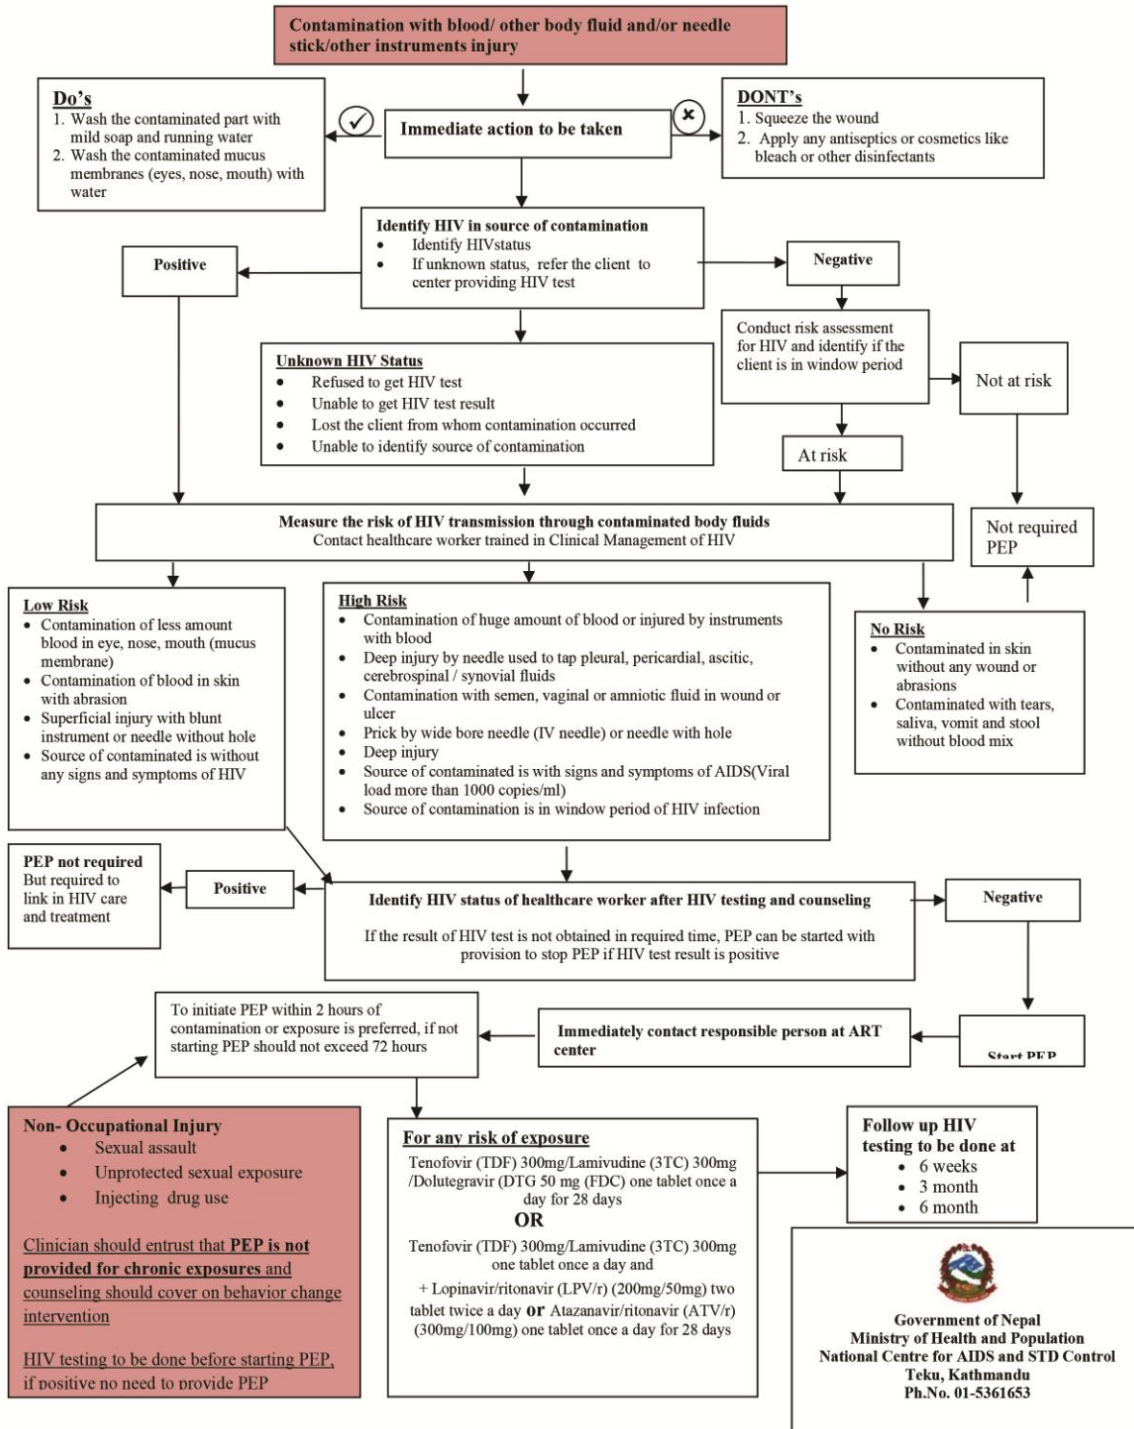 Contamination with blood/ other body fluid and/or needle
stick/other instruments injury
Do's
1. Wash the contaminated part with
mild soap and running water
2. Wash the contaminated mucus
membranes (eyes, nose, mouth) with
water
Immediate action to be taken
DONT's
1. Squeeze the wound
2. Apply any antiseptics or cosmetics like
bleach or other disinfectants
Identify HIV in source of contamination
• Identify HIVstatus
• If unknown status, refer the client to
center providing HIV test
Positive
Negative
Conduct risk assessment
for HIV and identify if the
client is in window period
Not at risk
Unknown HIV Status
• Refused to get HIV test
• Unable to get HIV test result
• Lost the client from whom contamination occurred
• Unable to identify source of contamination
At risk
Measure the risk of HIV transmission through contaminated body fluids
Contact healthcare worker trained in Clinical Management of HIV
Not required
PEP
Low Risk
• Contamination of less amount
blood in eye, nose, mouth (mucus
membrane)
• Contamination of blood in skin
with abrasion
• Superficial injury with blunt
instrument or needle without hole
• Source of contaminated is without
any signs and symptoms of HIV
High Risk
• Contamination of huge amount of blood or injured by instruments
with blood
• Deep injury by needle used to tap pleural, pericardial, ascitic,
cerebrospinal / synovial fluids
• Contamination with semen, vaginal or amniotic fluid in wound or
ulcer
• Prick by wide bore needle (IV needle) or needle with hole
• Deep injury
• Source of contaminated is with signs and symptoms of AIDS(Viral
load more than 1000 copies/ml)
• Source of contamination is in window period of HIV infection
No Risk
• Contaminated in skin
without any wound or
abrasions
• Contaminated with tears,
saliva, vomit and stool
without blood mix
PEP not required
But required to
link in HIV care
and treatment
Positive
Identify HIV status of healthcare worker after HIV testing and counseling
If the result of HIV test is not obtained in required time, PEP can be started with
provision to stop PEP if HIV test result is positive
Negative
To initiate PEP within 2 hours of
contamination or exposure is preferred, if not
starting PEP should not exceed 72 hours
Immediately contact responsible person at ART
center
Start PEP
Non- Occupational Injury
• Sexual assault
• Unprotected sexual exposure
• Injecting drug use
Clinician should entrust that PEP is not
provided for chronic exposures and
counseling should cover on behavior change
intervention
HIV testing to be done before starting PEP,
if positive no need to provide PEP
For any risk of exposure
Tenofovir (TDF) 300mg/Lamivudine (3TC) 300mg
/Dolutegravir (DTG 50 mg (FDC) one tablet once a
day for 28 days
OR
Tenofovir (TDF) 300mg/Lamivudine (3TC) 300mg
one tablet once a day and
+ Lopinavir/ritonavir (LPV/r) (200mg/50mg) two
tablet twice a day or Atazanavir/ritonavir (ATV/r)
(300mg/100mg) one tablet once a day for 28 days
Follow up HIV
testing to be done at
• 6 weeks
• 3 month
• 6 month
Government of Nepal
Ministry of Health and Population
National Centre for AIDS and STD Control
Teku, Kathmandu
Ph.No. 01-5361653